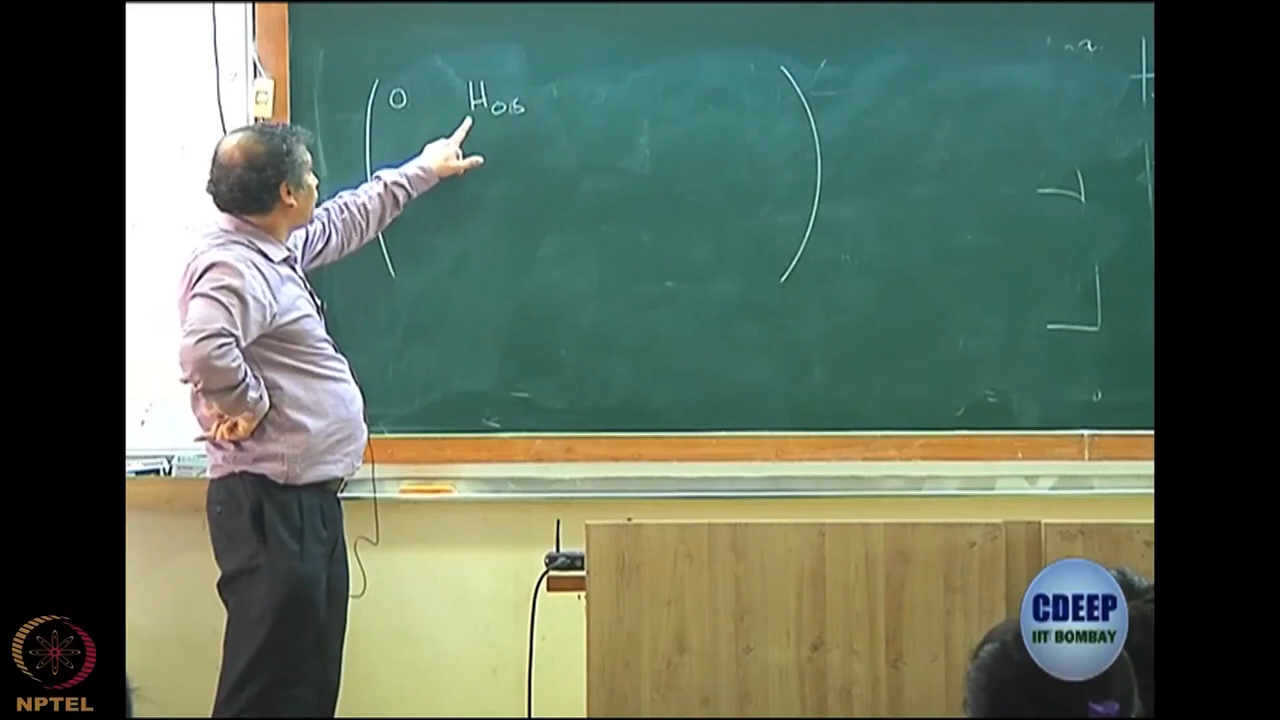 0 H₀₁₅
CDEEP
IIT BOMBAY
NPTEL